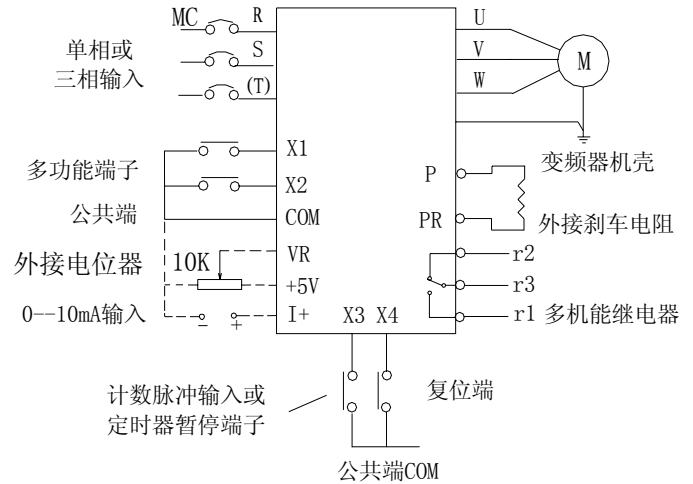 MC R
单相或 S
三相输入 (T)
U
V
W
M
变频器机壳
多功能端子 X1
X2
公共端 COM
P
PR
外接刹车电阻
外接电位器 10K VR
+5V
0--10mA输入 - + I+
r2
r3
r1 多机能继电器
X3 X4
计数脉冲输入或
定时器暂停端子
复位端
公共端COM